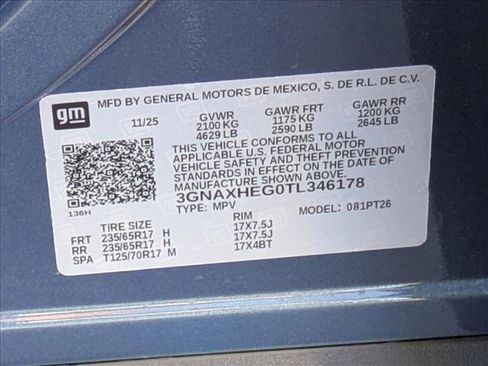 gm
MFD BY GENERAL MOTORS DE MEXICO, S. DE R.L. DE C.V.
11/25 GVWR GAWR FRT GAWR RR
2100 KG 1175 KG 1200 KG
4629 LB 2590 LB 2645 LB
THIS VEHICLE CONFORMS TO ALL
APPLICABLE U.S. FEDERAL MOTOR
VEHICLE SAFETY AND THEFT PREVENTION
STANDARDS IN EFFECT ON THE DATE OF
MANUFACTURE SHOWN ABOVE.
3GNAXHEG0TL346178
136H
TYPE: MPV MODEL: 081PT26
TIRE SIZE RIM
FRT 235/65R17 H 17X7.5J
RR 235/65R17 H 17X7.5J
SPA T125/70R17 M 17X4BT